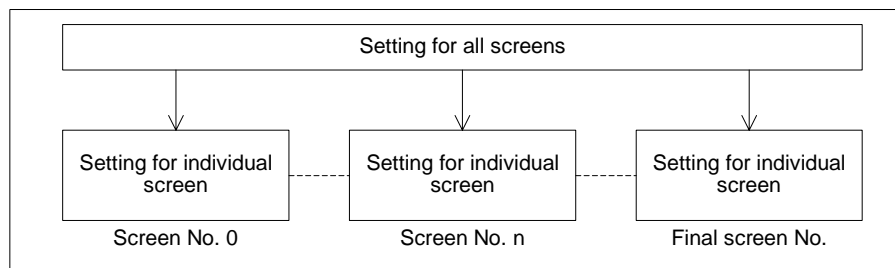 Setting for all screens
Setting for individual
screen
Setting for individual
screen
Setting for individual
screen
Screen No. 0
Screen No. n
Final screen No.